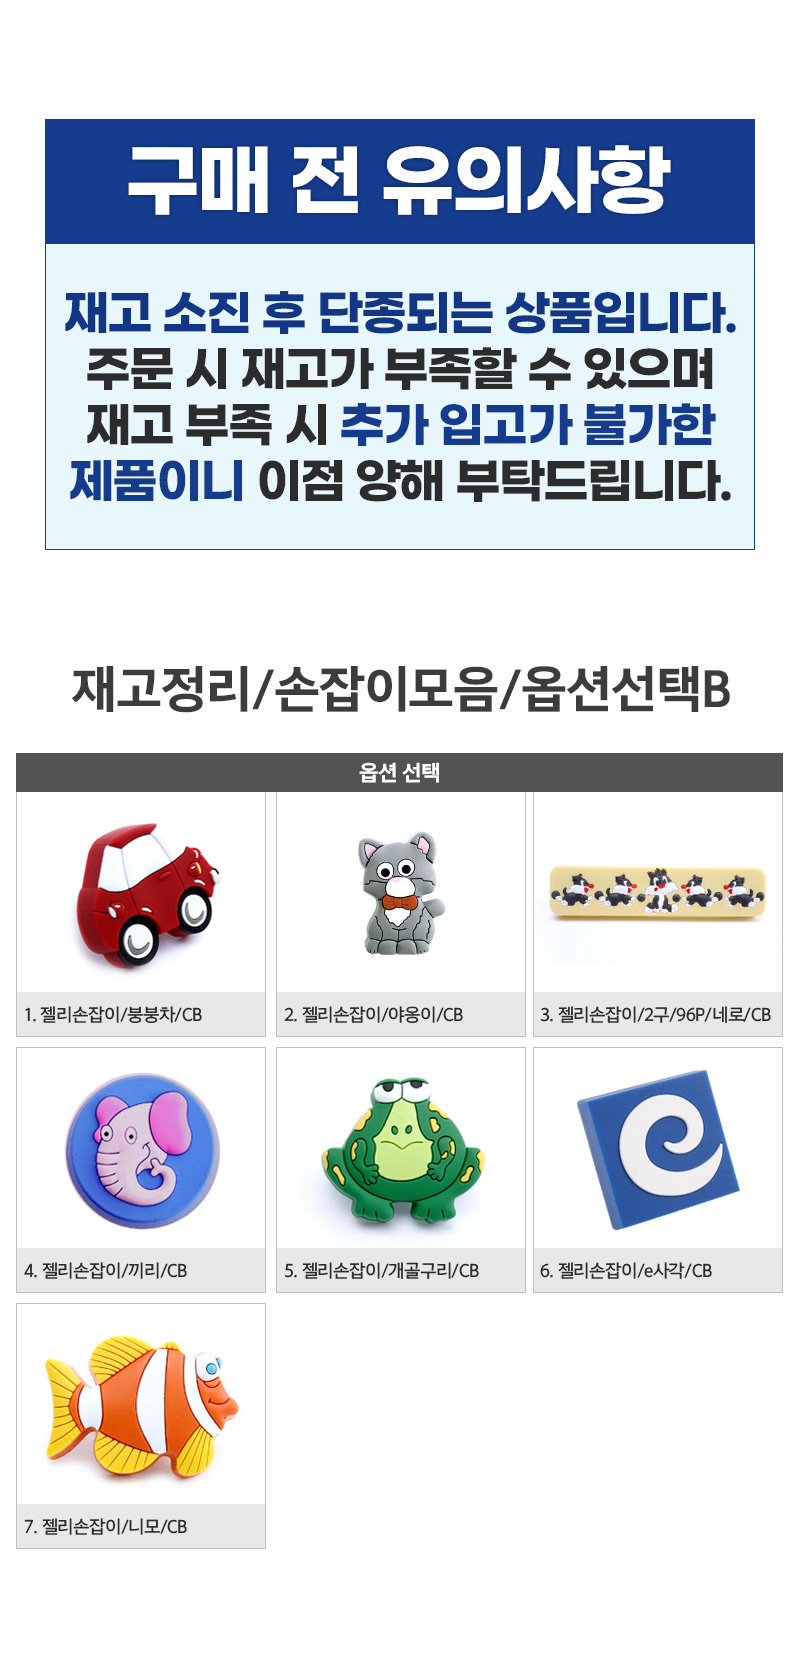 구매 전 유의사항
재고 소진 후 단종되는 상품입니다.
주문 시 재고가 부족할 수 있으며
재고 부족 시 추가 입고가 불가한
제품이니 이점 양해 부탁드립니다.
재고정리/손잡이모음/옵션선택B
옵션 선택
1. 젤리손잡이/붕붕차/CB
2. 젤리손잡이/야옹이/CB
3. 젤리손잡이/2구/96P/네로/CB
4. 젤리손잡이/끼리/CB
5. 젤리손잡이/개골구리/CB
6. 젤리손잡이/e사각/CB
7. 젤리손잡이/니모/CB